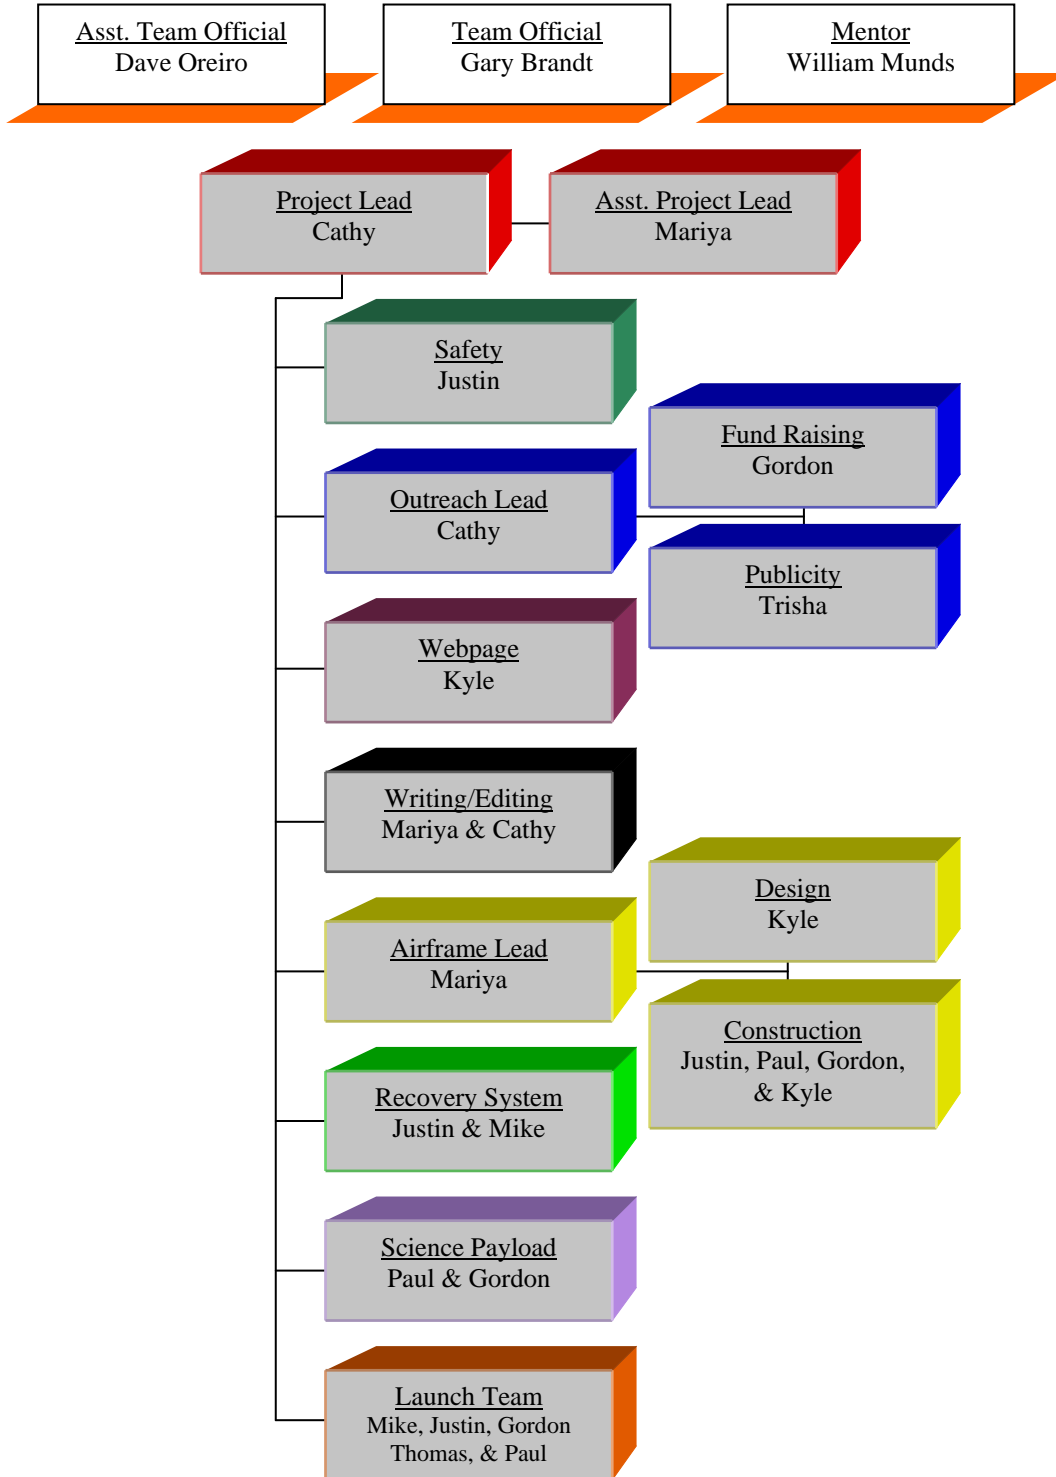 Asst. Team Official
Dave Oreiro
Team Official
Gary Brandt
Mentor
William Munds
Project Lead
Cathy
Asst. Project Lead
Mariya
Safety
Justin
Fund Raising
Gordon
Outreach Lead
Cathy
Publicity
Trisha
Webpage
Kyle
Writing/Editing
Mariya & Cathy
Design
Kyle
Airframe Lead
Mariya
Construction
Justin, Paul, Gordon,
& Kyle
Recovery System
Justin & Mike
Science Payload
Paul & Gordon
Launch Team
Mike, Justin, Gordon
Thomas, & Paul